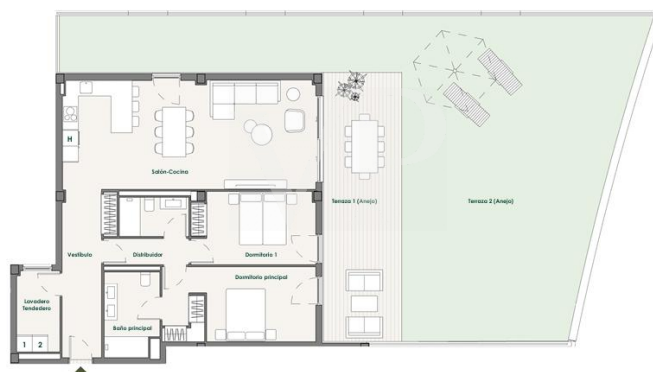 H
Salón-Cocina
Terraza 1 (Anejo)
Terraza 2 (Anejo)
Vestíbulo
Distribuidor
Dormitorio 1
Dormitorio principal
Lavadero
Tendedero
Baño principal
1 2